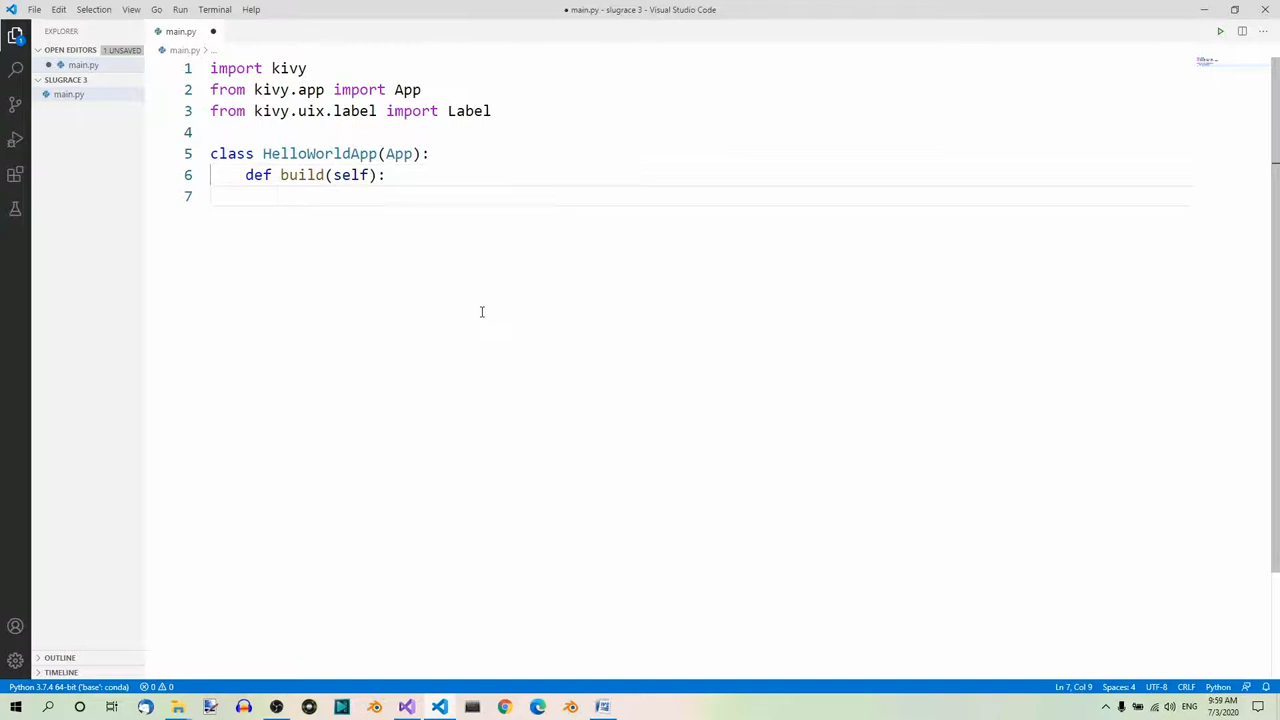 File Edit Selection View Go Run Terminal Help
● main.py - slugrace - Visual Studio Code
EXPLORER
main.py
OPEN EDITORS 1 UNSAVED
main.py
SLUGRACE 3
main.py
main.py > ...
1 import kivy
2 from kivy.app import App
3 from kivy.uix.label import Label
4
5 class HelloWorldApp(App):
6 def build(self):
7
OUTLINE
TIMELINE
Python 3.7.4 64-bit ('base': conda) 0 0 Ln 7, Col 9 Spaces: 4 UTF-8 CRLF Python
ENG
9:59 AM
7/3/2020